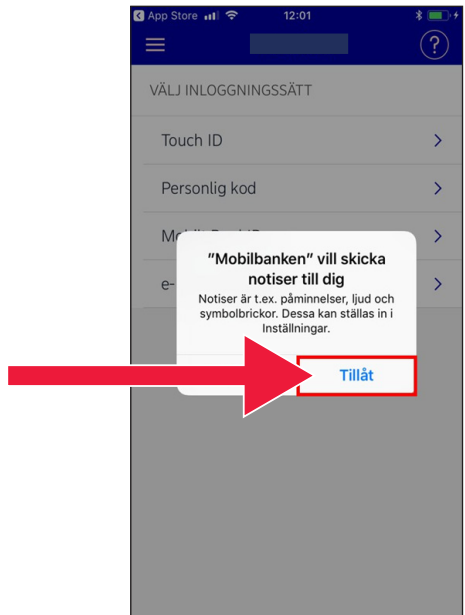 App Store 12:01
?
VÄLJ INLOGGNINGSSÄTT
Touch ID
Personlig kod
"Mobilbanken" vill skicka
notiser till dig
Notiser är t.ex. påminnelser, ljud och
symbolbrickor. Dessa kan ställas in i
Inställningar.
e-
Tillåt